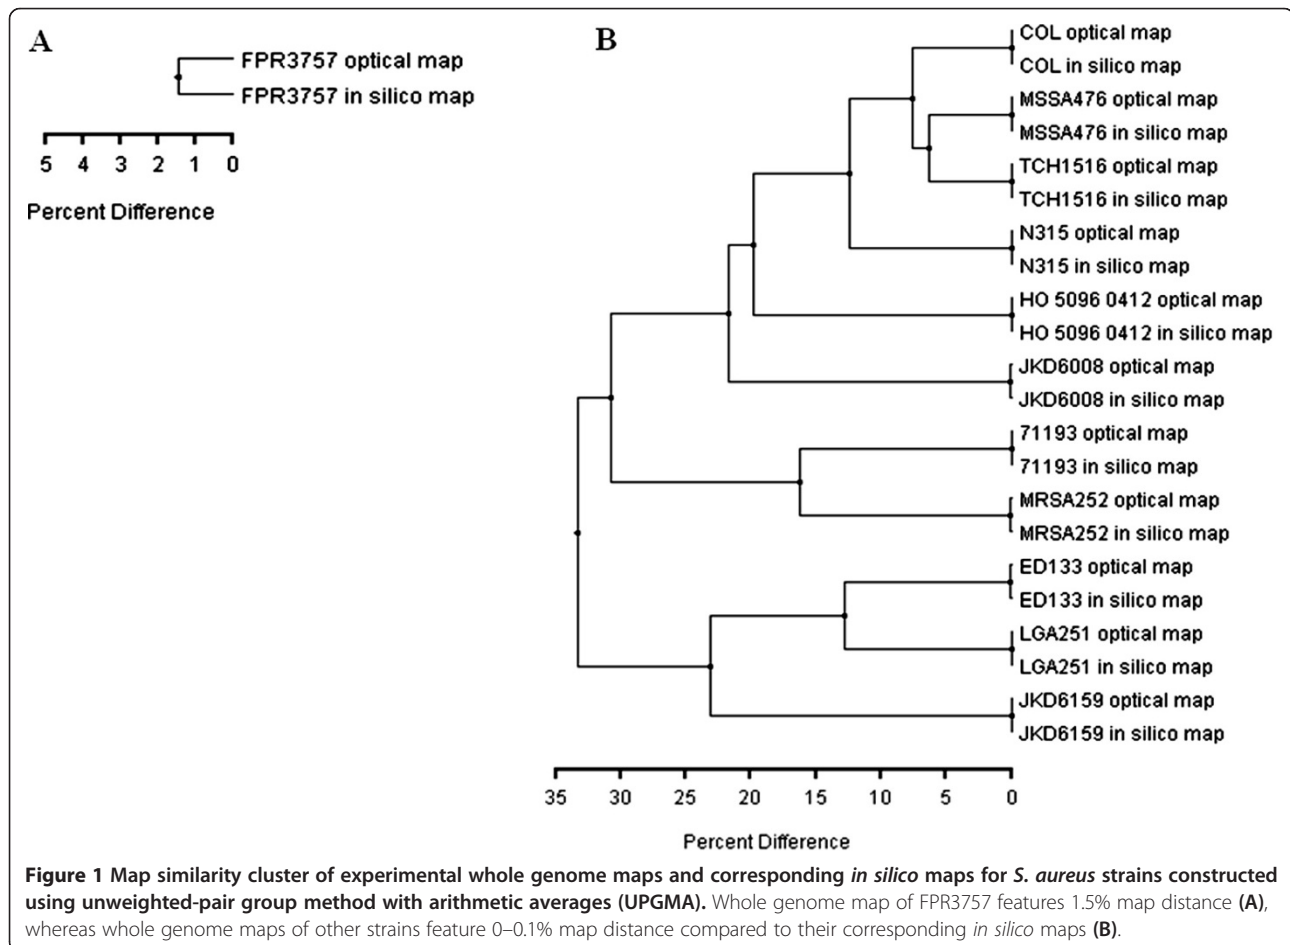 A
FPR3757 optical map
FPR3757 in silico map
5 4 3 2 1 0
Percent Difference
B
COL optical map
COL in silico map
MSSA476 optical map
MSSA476 in silico map
TCH1516 optical map
TCH1516 in silico map
N315 optical map
N315 in silico map
HO 5096 0412 optical map
HO 5096 0412 in silico map
JKD6008 optical map
JKD6008 in silico map
71193 optical map
71193 in silico map
MRSA252 optical map
MRSA252 in silico map
ED133 optical map
ED133 in silico map
LGA251 optical map
LGA251 in silico map
JKD6159 optical map
JKD6159 in silico map
35 30 25 20 15 10 5 0
Percent Difference
Figure 1 Map similarity cluster of experimental whole genome maps and corresponding in silico maps for S. aureus strains constructed
using unweighted-pair group method with arithmetic averages (UPGMA). Whole genome map of FPR3757 features 1.5% map distance (A),
whereas whole genome maps of other strains feature 0–0.1% map distance compared to their corresponding in silico maps (B).